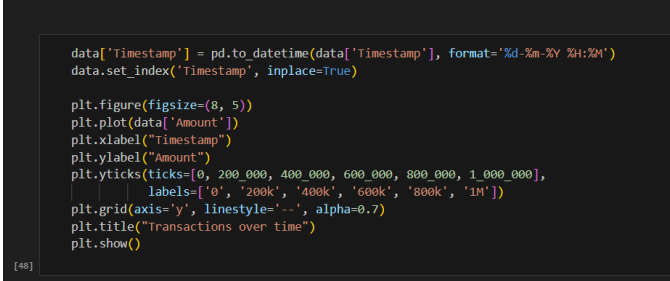 data['Timestamp'] = pd.to_datetime(data['Timestamp'], format='%d-%m-%Y %H:%M')
data.set_index('Timestamp', inplace=True)
plt.figure(figsize=(8, 5))
plt.plot(data['Amount'])
plt.xlabel("Timestamp")
plt.ylabel("Amount")
plt.yticks(ticks=[0, 200_000, 400_000, 600_000, 800_000, 1_000_000],
labels=['0', '200k', '400k', '600k', '800k', '1M'])
plt.grid(axis='y', linestyle='--', alpha=0.7)
plt.title("Transactions over time")
plt.show()
[48]